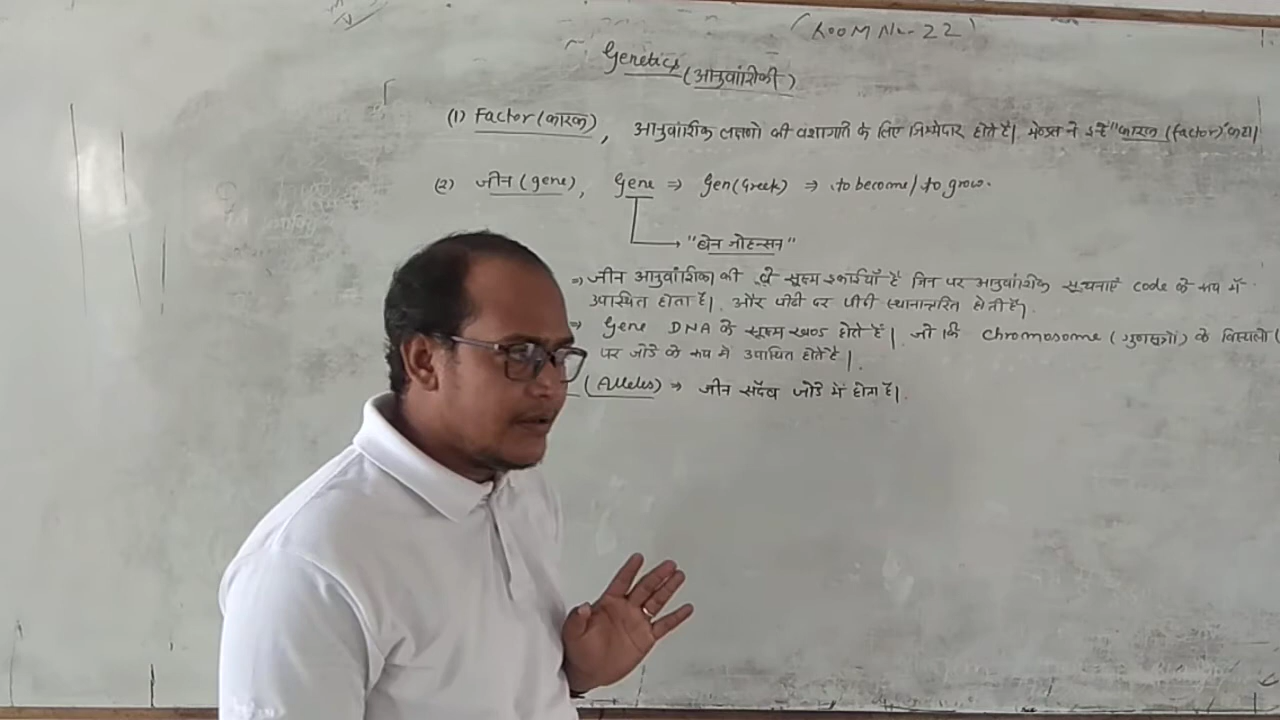 (ROOM No- 22)
Genetics (आनुवांशिकी)
(1) Factor (कारक), आनुवांशिक लक्षणो की वंशागति के लिए जिम्मेदार होते है। मेण्डल ने इन्हे "कारक (factor)" कहा।
(2) जीन (gene), Gene ⇒ Gen(Greek) ⇒ to become/to grow.
"जोहन्सन"
⇒ जीन आनुवांशिकी की वे सूक्ष्म इकाईयाँ है जिन पर आनुवांशिक सूचनाएं code के रूप में
उपस्थित होता है। और पीढी दर पीढी स्थानान्तरित होती है।
⇒ Gene DNA के सूक्ष्म खण्ड होते है। जो कि chromosome (गुणसूत्रों) के
पर जोडे के रूप मे उपस्थित होते है।
(Alleles) ⇒ जीन सदैव जोडे में होता है।